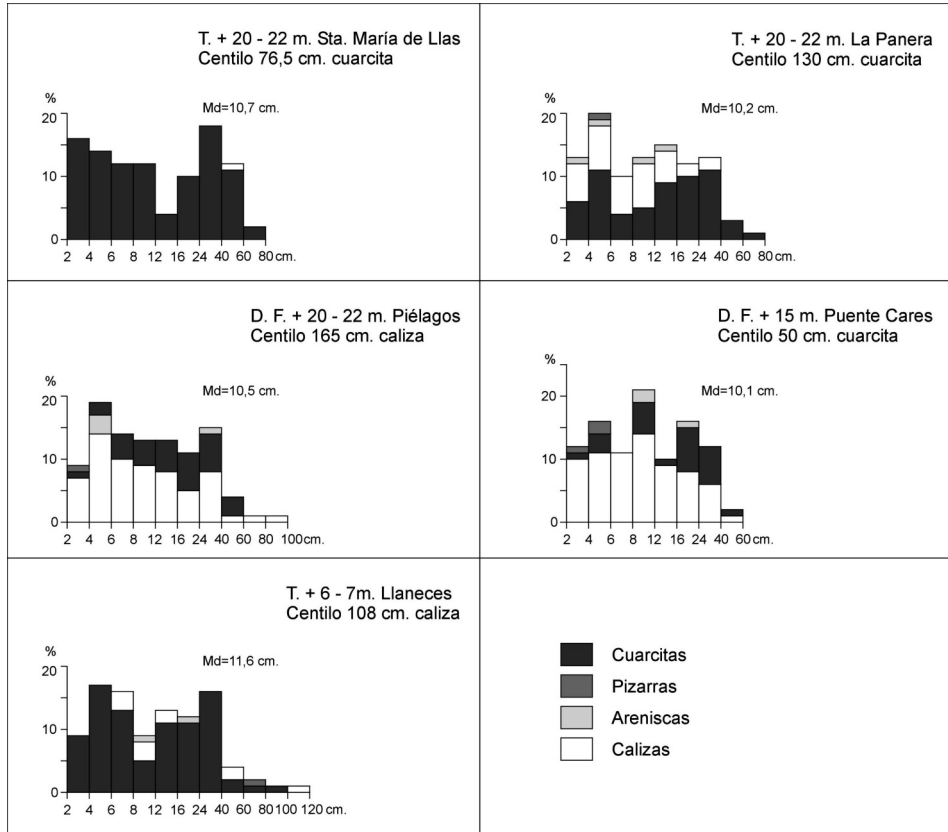 T. + 20 - 22 m. Sta. María de Llas
Centilo 76,5 cm. cuarcita
%
Md=10,7 cm.
20
10
0
2 4 6 8 12 16 24 40 60 80 cm.
T. + 20 - 22 m. La Panera
Centilo 130 cm. cuarcita
%
Md=10,2 cm.
20
10
0
2 4 6 8 12 16 24 40 60 80 cm.
D. F. + 20 - 22 m. Piélagos
Centilo 165 cm. caliza
%
Md=10,5 cm.
20
10
0
2 4 6 8 12 16 24 40 60 80 100 cm.
D. F. + 15 m. Puente Cares
Centilo 50 cm. cuarcita
%
Md=10,1 cm.
20
10
0
2 4 6 8 12 16 24 40 60 cm.
T. + 6 - 7m. Llaneces
Centilo 108 cm. caliza
%
Md=11,6 cm.
20
10
0
2 4 6 8 12 16 24 40 60 80 100 120 cm.
Cuarcitas
Pizarras
Areniscas
Calizas